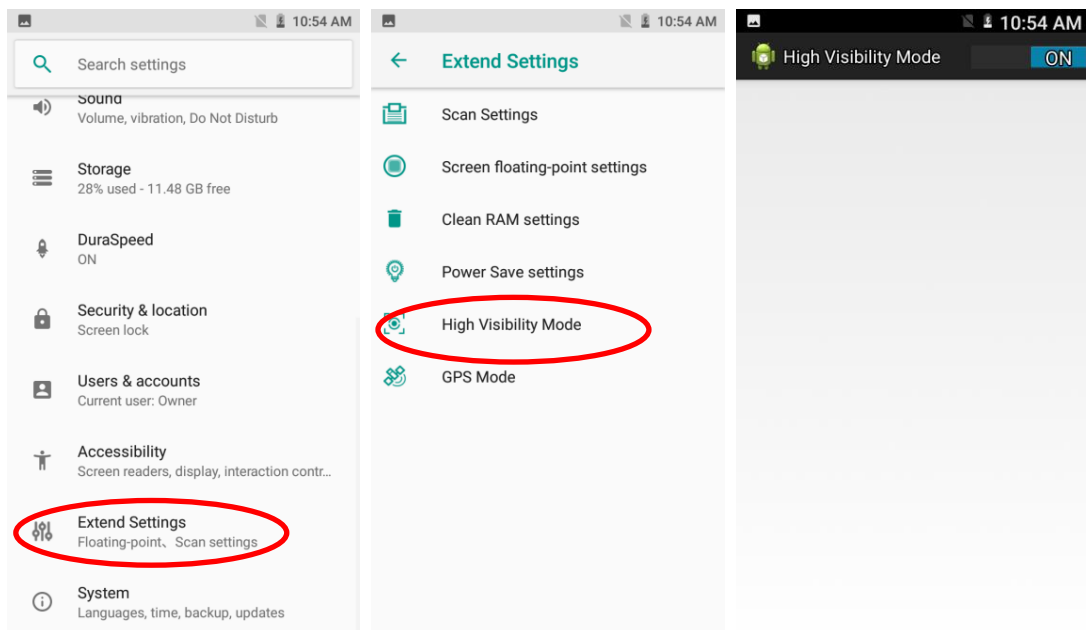 10:54 AM
Search settings
Sound
Volume, vibration, Do Not Disturb
Storage
28% used - 11.48 GB free
DuraSpeed
ON
Security & location
Screen lock
Users & accounts
Current user: Owner
Accessibility
Screen readers, display, interaction contr...
Extend Settings
Floating-point、Scan settings
System
Languages, time, backup, updates
10:54 AM
Extend Settings
Scan Settings
Screen floating-point settings
Clean RAM settings
Power Save settings
High Visibility Mode
GPS Mode
10:54 AM
High Visibility Mode
ON